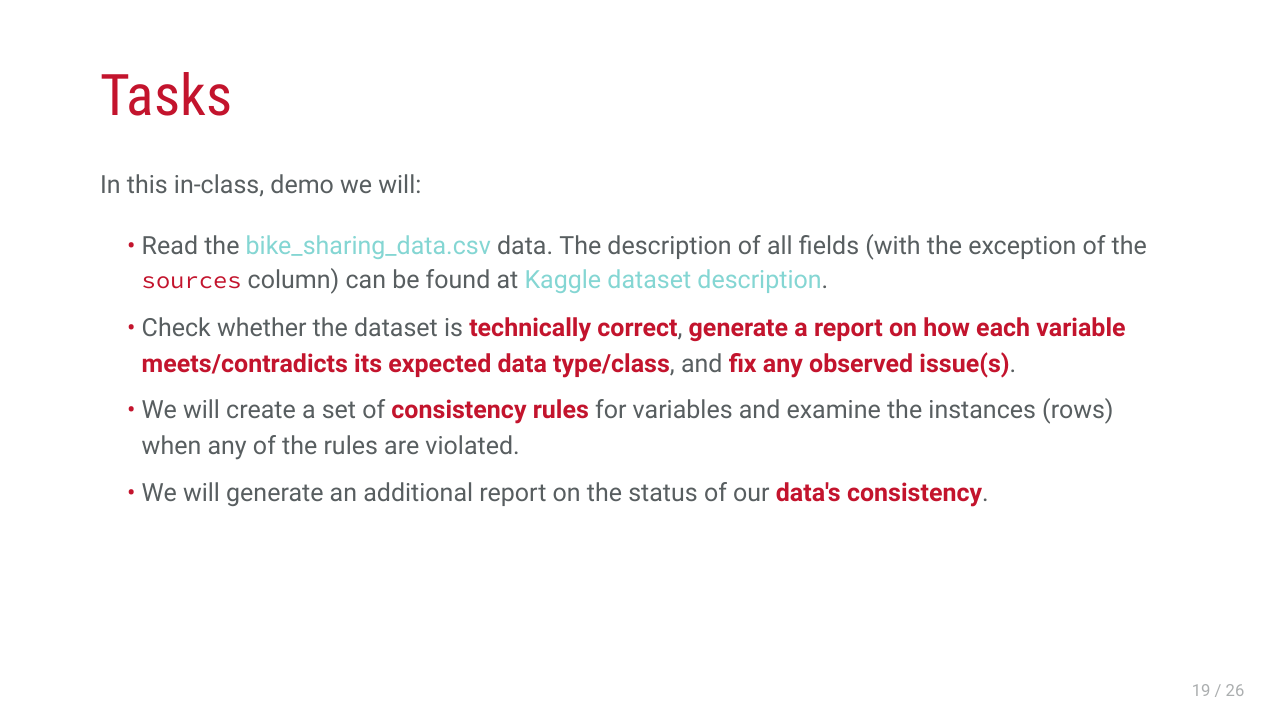 Tasks
In this in-class, demo we will:
• Read the bike_sharing_data.csv data. The description of all fields (with the exception of the
sources column) can be found at Kaggle dataset description.
• Check whether the dataset is technically correct, generate a report on how each variable
meets/contradicts its expected data type/class, and fix any observed issue(s).
• We will create a set of consistency rules for variables and examine the instances (rows)
when any of the rules are violated.
• We will generate an additional report on the status of our data's consistency.
19 / 26